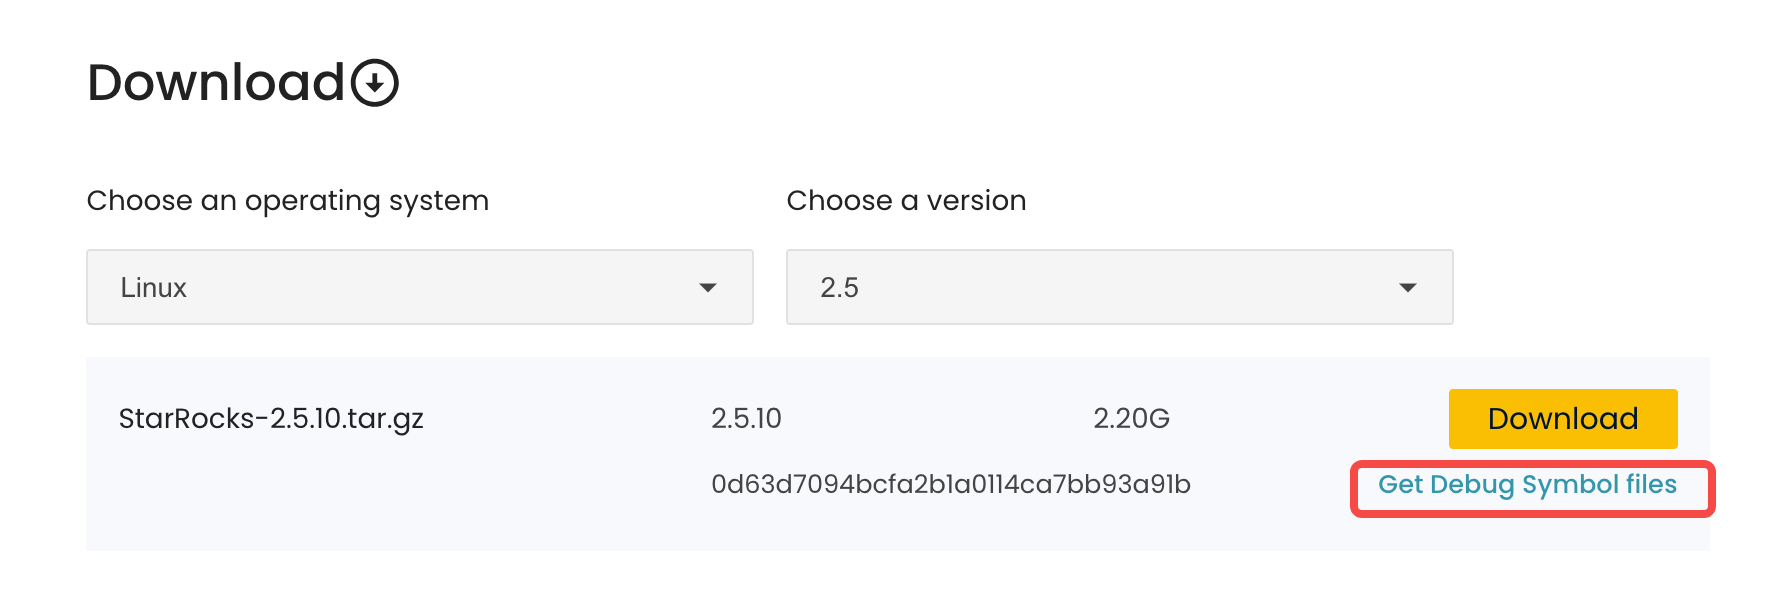 Download
Choose an operating system
Choose a version
Linux
2.5
StarRocks-2.5.10.tar.gz
2.5.10
2.20G
Download
0d63d7094bcfa2b1a0114ca7bb93a91b
Get Debug Symbol files